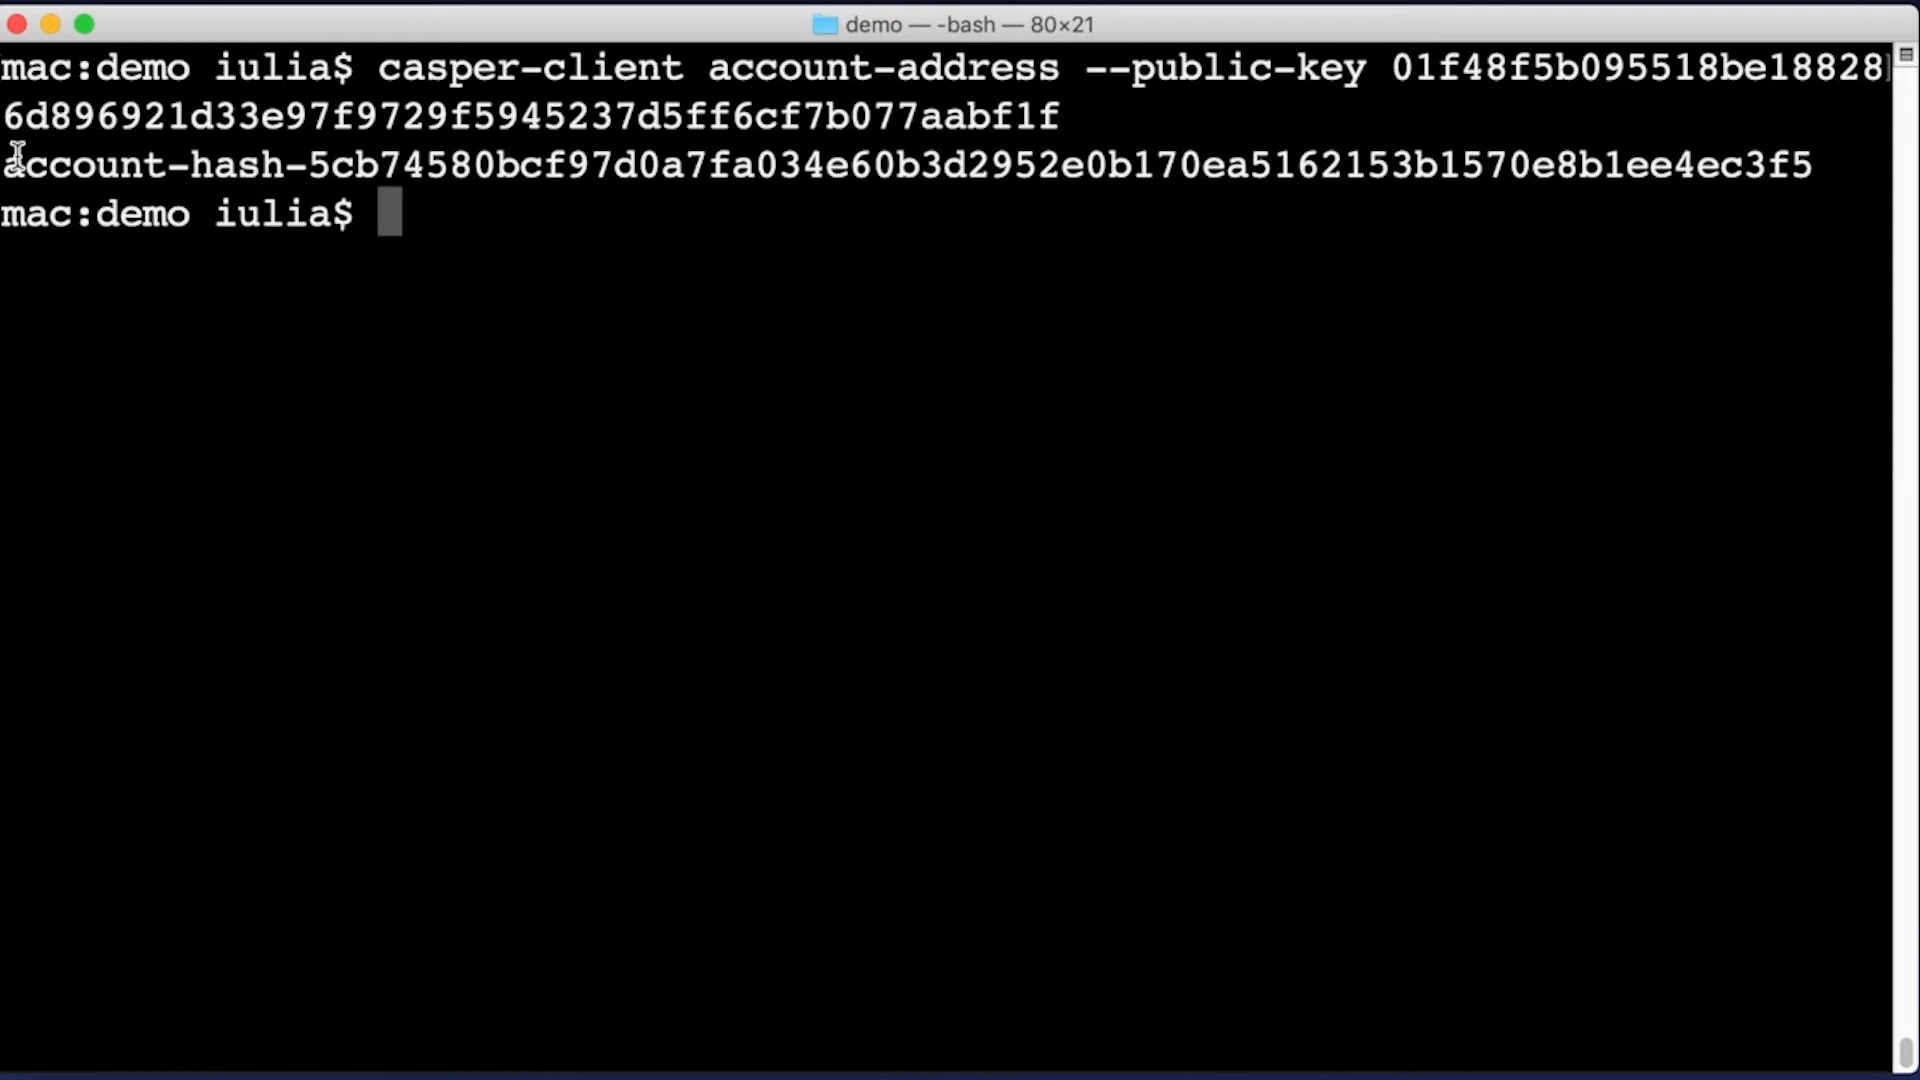 demo — -bash — 80×21
mac:demo iulia$ casper-client account-address --public-key 01f48f5b095518be18828
6d896921d33e97f9729f5945237d5ff6cf7b077aabf1f
account-hash-5cb74580bcf97d0a7fa034e60b3d2952e0b170ea5162153b1570e8b1ee4ec3f5
mac:demo iulia$